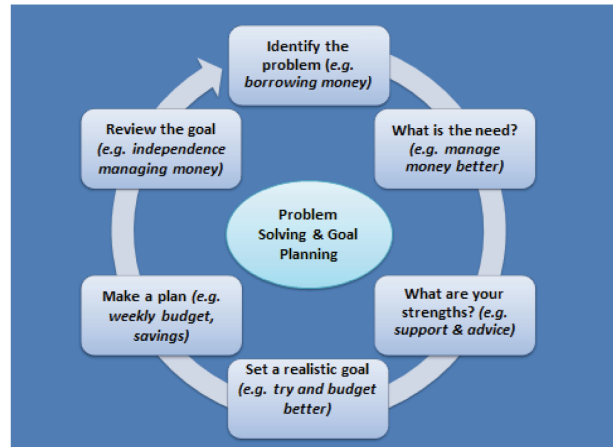 Identify the
problem (e.g.
borrowing money)
What is the need?
(e.g. manage
money better)
What are your
strengths? (e.g.
support & advice)
Set a realistic goal
(e.g. try and budget
better)
Make a plan (e.g.
weekly budget,
savings)
Review the goal
(e.g. independence
managing money)
Problem
Solving & Goal
Planning